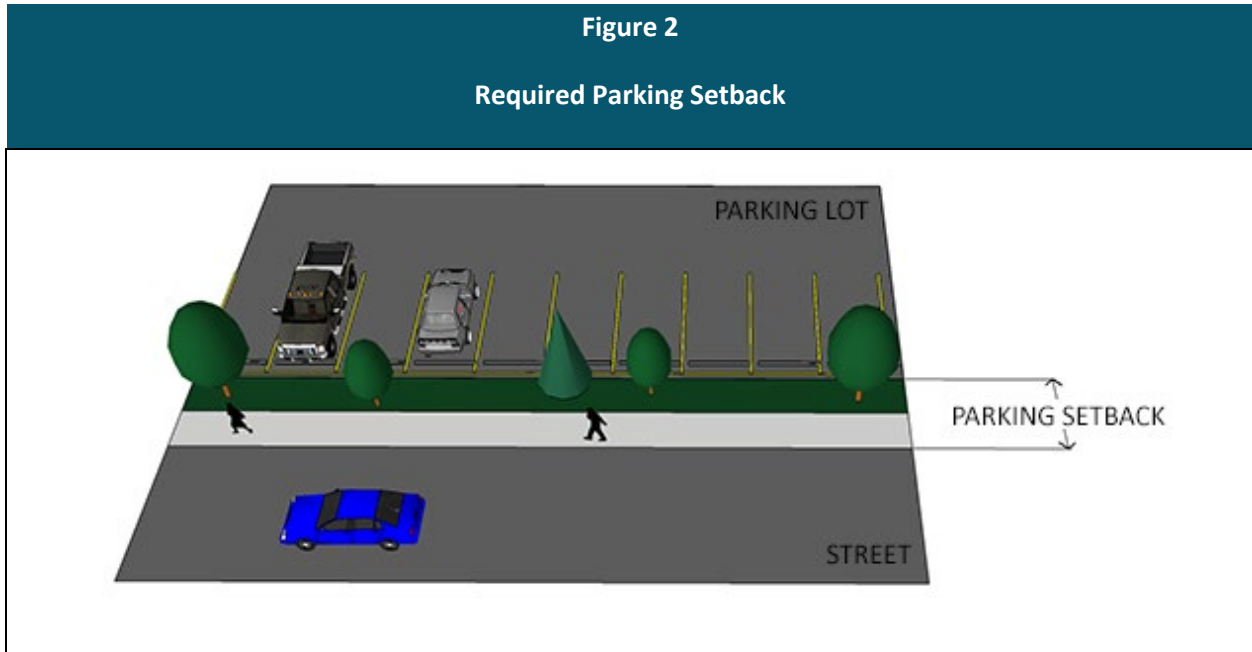 Figure 2
Required Parking Setback
PARKING LOT
PARKING SETBACK
STREET